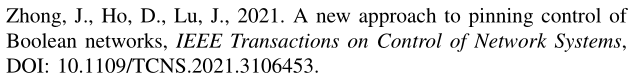 Zhong, J., Ho, D., Lu, J., 2021. A new approach to pinning control of
Boolean networks, IEEE Transactions on Control of Network Systems,
DOI: 10.1109/TCNS.2021.3106453.